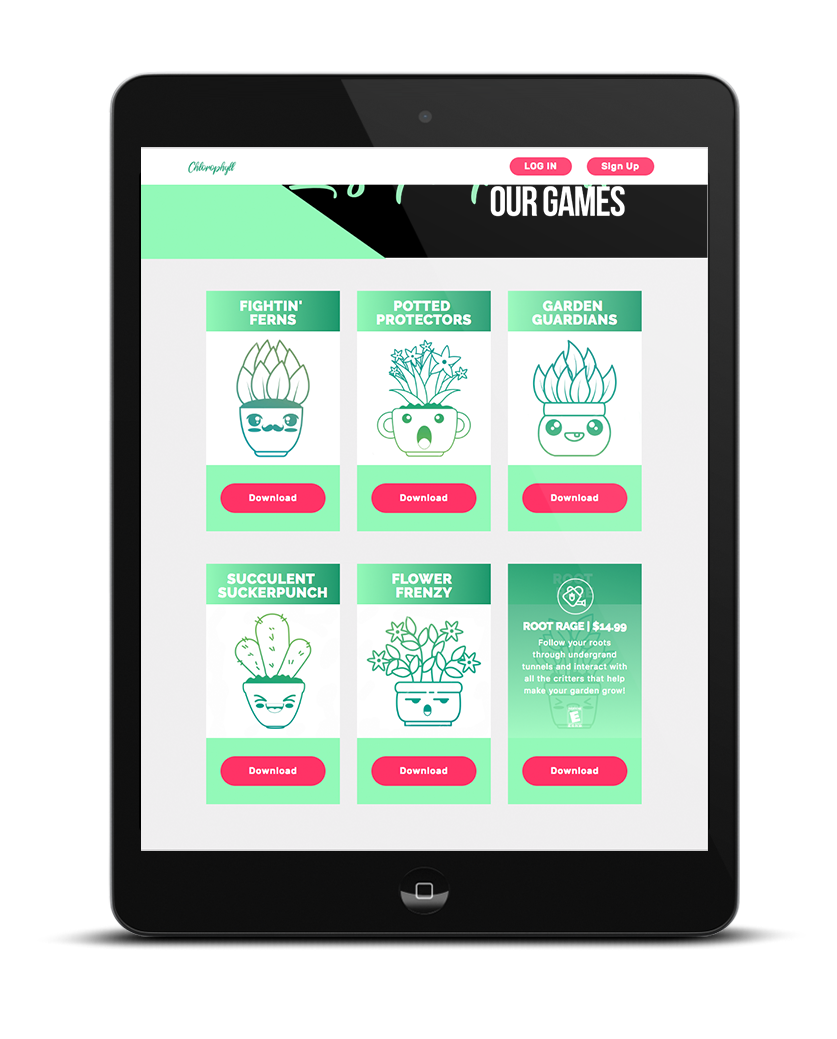 Chlorophyll
LOG IN
Sign Up
OUR GAMES
FIGHTIN'
FERNS
POTTED
PROTECTORS
GARDEN
GUARDIANS
Download
Download
Download
SUCCULENT
SUCKERPUNCH
FLOWER
FRENZY
ROOT
ROOT RAGE | $14.99
Follow your roots
through undergrand
tunnels and interact with
all the critters that help
make your garden grow!
E
Download
Download
Download